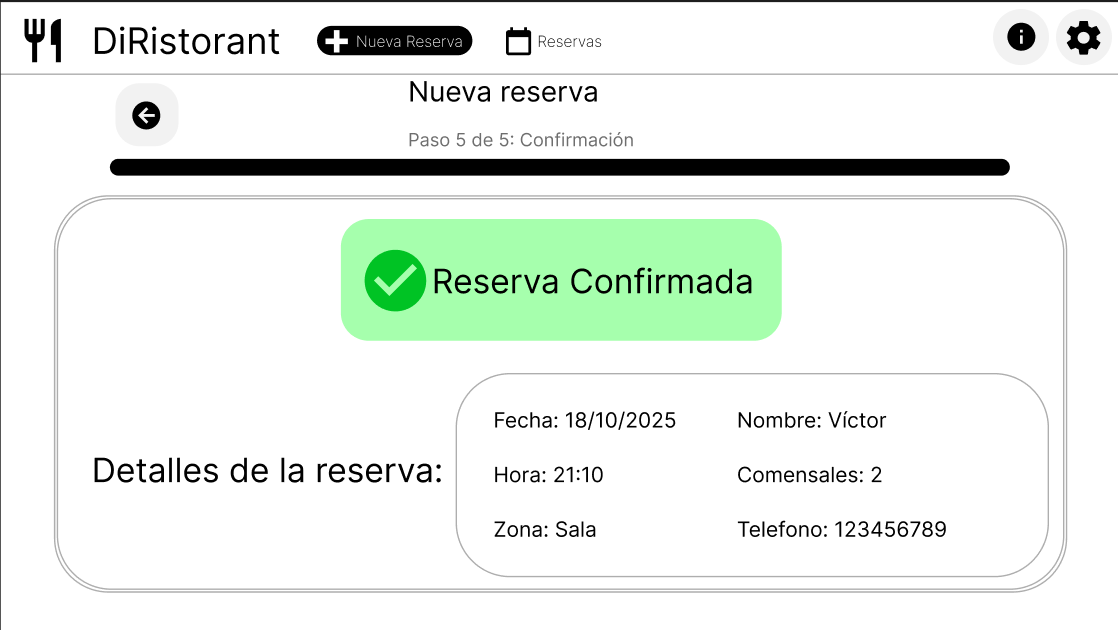 DiRistorant
Nueva Reserva
Reservas
Nueva reserva
Paso 5 de 5: Confirmación
Reserva Confirmada
Detalles de la reserva:
Fecha: 18/10/2025
Nombre: Víctor
Hora: 21:10
Comensales: 2
Zona: Sala
Telefono: 123456789